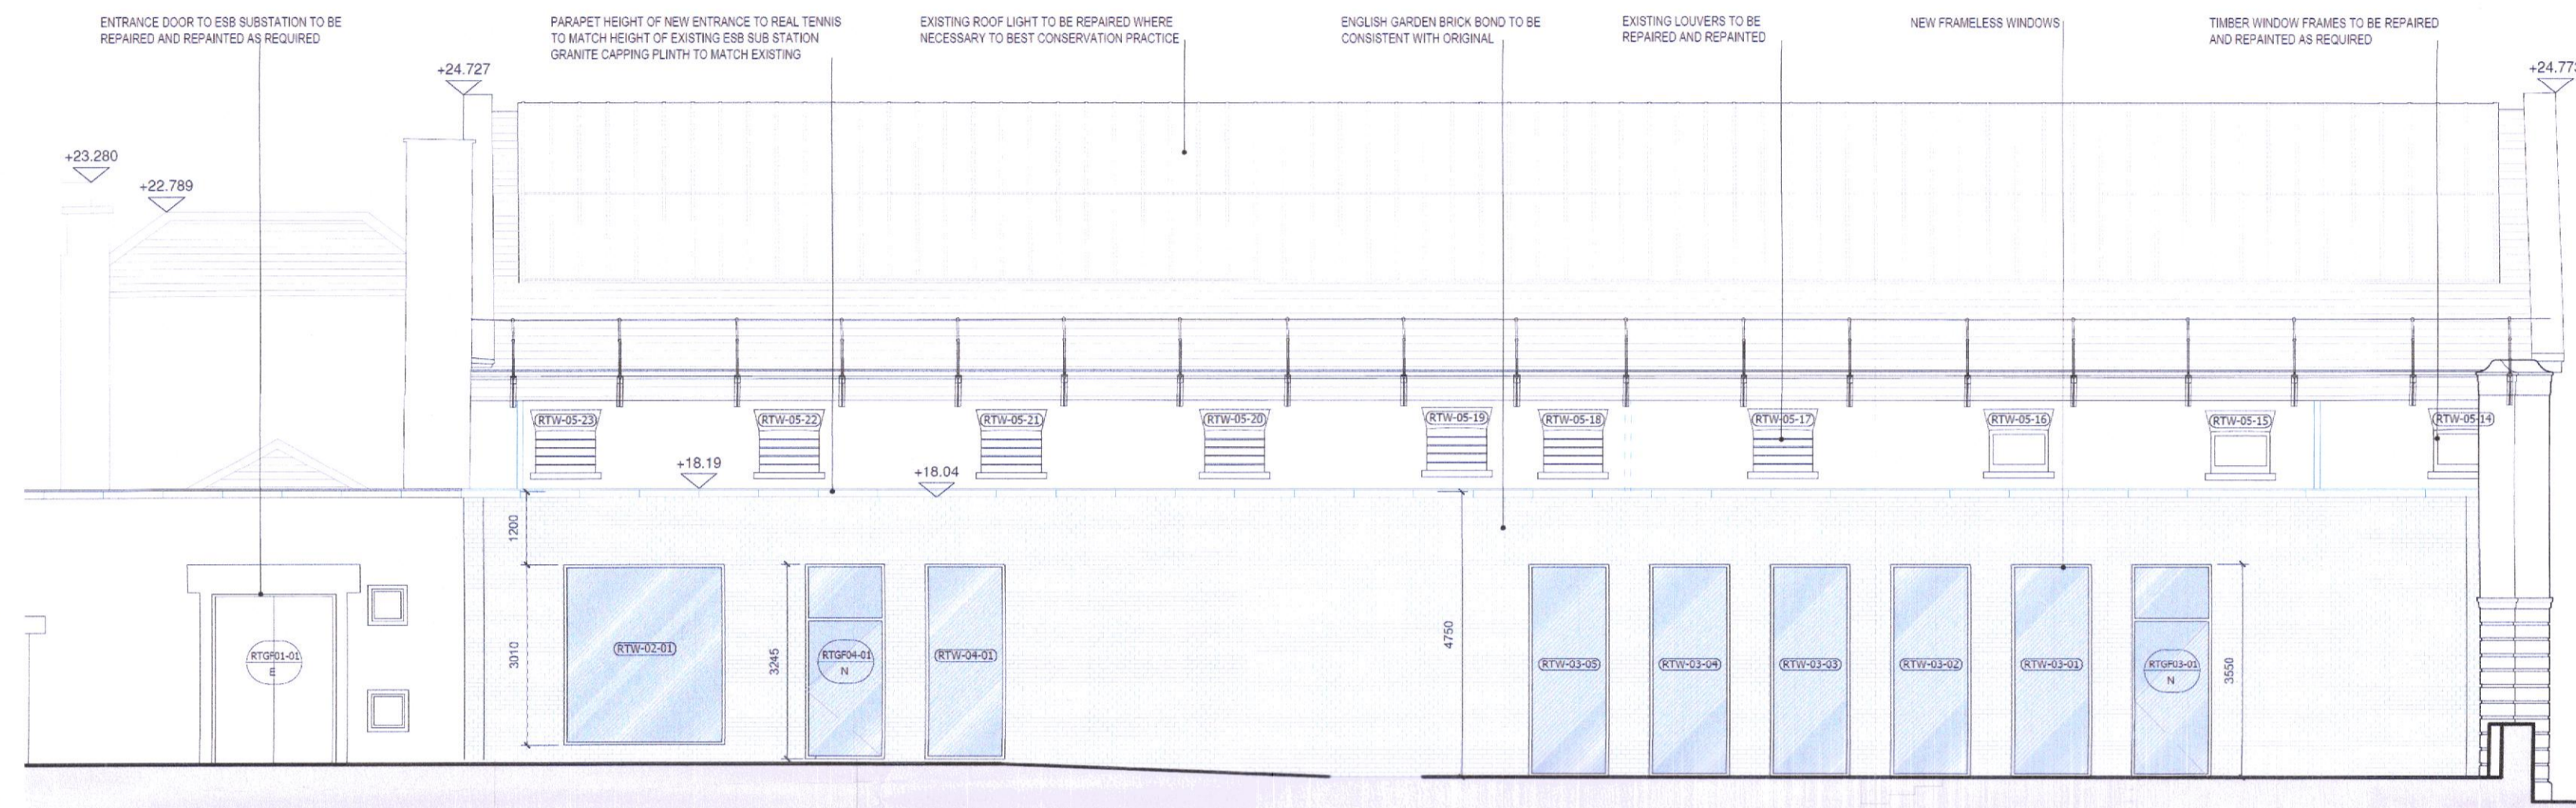 ENTRANCE DOOR TO ESB SUBSTATION TO BE
REPAIRED AND REPAINTED AS REQUIRED
PARAPET HEIGHT OF NEW ENTRANCE TO REAL TENNIS
TO MATCH HEIGHT OF EXISTING ESB SUB STATION
GRANITE CAPPING PLINTH TO MATCH EXISTING
EXISTING ROOF LIGHT TO BE REPAIRED WHERE
NECESSARY TO BEST CONSERVATION PRACTICE
ENGLISH GARDEN BRICK BOND TO BE
CONSISTENT WITH ORIGINAL
EXISTING LOUVERS TO BE
REPAIRED AND REPAINTED
NEW FRAMELESS WINDOWS
TIMBER WINDOW FRAMES TO BE REPAIRED
AND REPAINTED AS REQUIRED
+24.727
+24.773
+23.280
+22.789
RTW-05-23
RTW-05-22
RTW-05-21
RTW-05-20
RTW-05-19
RTW-05-18
RTW-05-17
RTW-05-16
RTW-05-15
RTW-05-14
+18.19
+18.04
1200
3010
3245
4750
3550
RTGF01-01
E
RTW-02-01
RTGF04-01
N
RTW-04-01
RTW-03-05
RTW-03-04
RTW-03-03
RTW-03-02
RTW-03-01
RTGF03-01
N